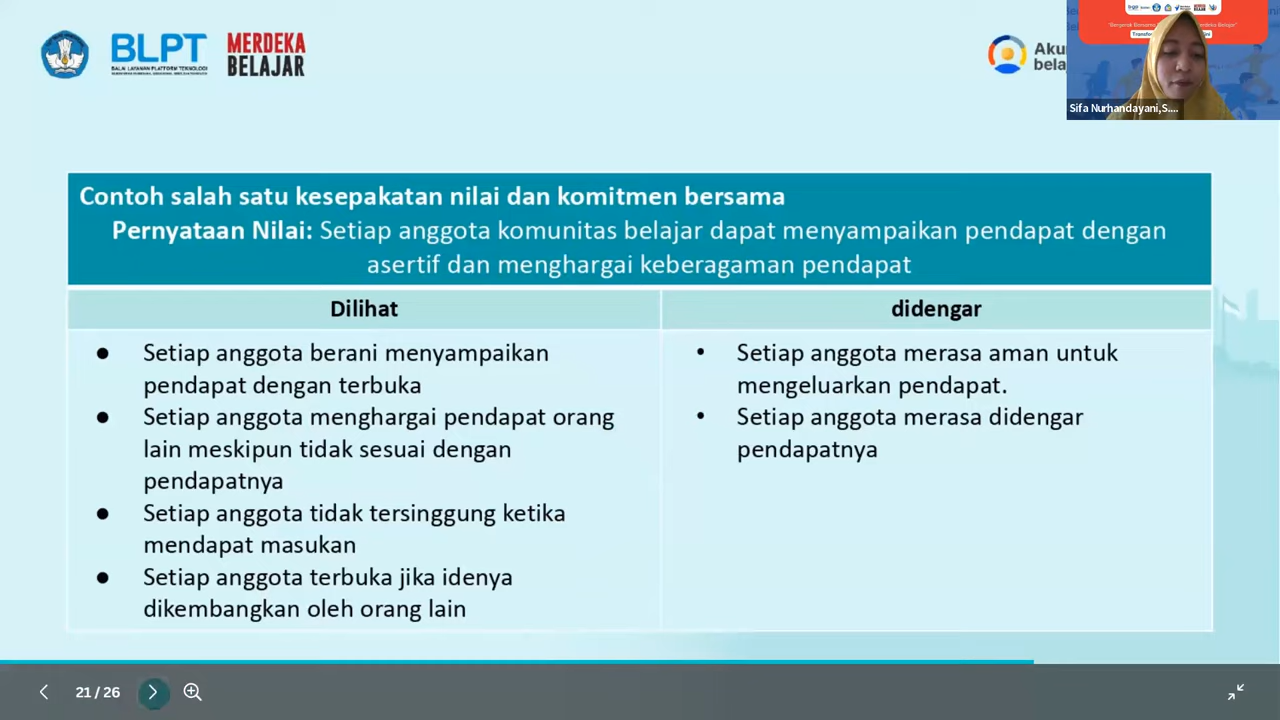 BLPT
BALAI LAYANAN PLATFORM TEKNOLOGI
MERDEKA
BELAJAR
Aku
bela
Sifa Nurhandayani,S....
Contoh salah satu kesepakatan nilai dan komitmen bersama
Pernyataan Nilai: Setiap anggota komunitas belajar dapat menyampaikan pendapat dengan
asertif dan menghargai keberagaman pendapat
Dilihat
didengar
● Setiap anggota berani menyampaikan
pendapat dengan terbuka
● Setiap anggota menghargai pendapat orang
lain meskipun tidak sesuai dengan
pendapatnya
● Setiap anggota tidak tersinggung ketika
mendapat masukan
● Setiap anggota terbuka jika idenya
dikembangkan oleh orang lain
• Setiap anggota merasa aman untuk
mengeluarkan pendapat.
• Setiap anggota merasa didengar
pendapatnya
21 / 26